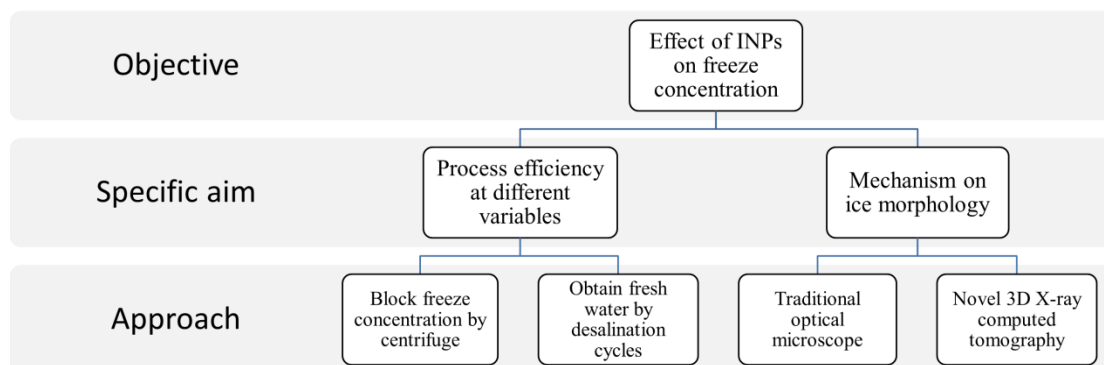 Objective
Effect of INPs
on freeze
concentration
Specific aim
Process efficiency
at different
variables
Mechanism on
ice morphology
Approach
Block freeze
concentration by
centrifuge
Obtain fresh
water by
desalination
cycles
Traditional
optical
microscope
Novel 3D X-ray
computed
tomography